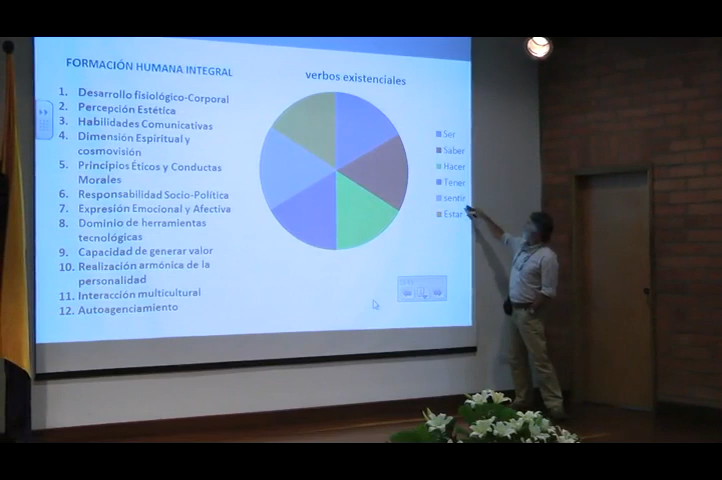 FORMACIÓN HUMANA INTEGRAL
1. Desarrollo fisiológico-Corporal
2. Percepción Estética
3. Habilidades Comunicativas
4. Dimensión Espiritual y
cosmovisión
5. Principios Éticos y Conductas
Morales
6. Responsabilidad Socio-Política
7. Expresión Emocional y Afectiva
8. Dominio de herramientas
tecnológicas
9. Capacidad de generar valor
10. Realización armónica de la
personalidad
11. Interacción multicultural
12. Autoagenciamiento
verbos existenciales
Ser
Saber
Hacer
Tener
sentir
Estar